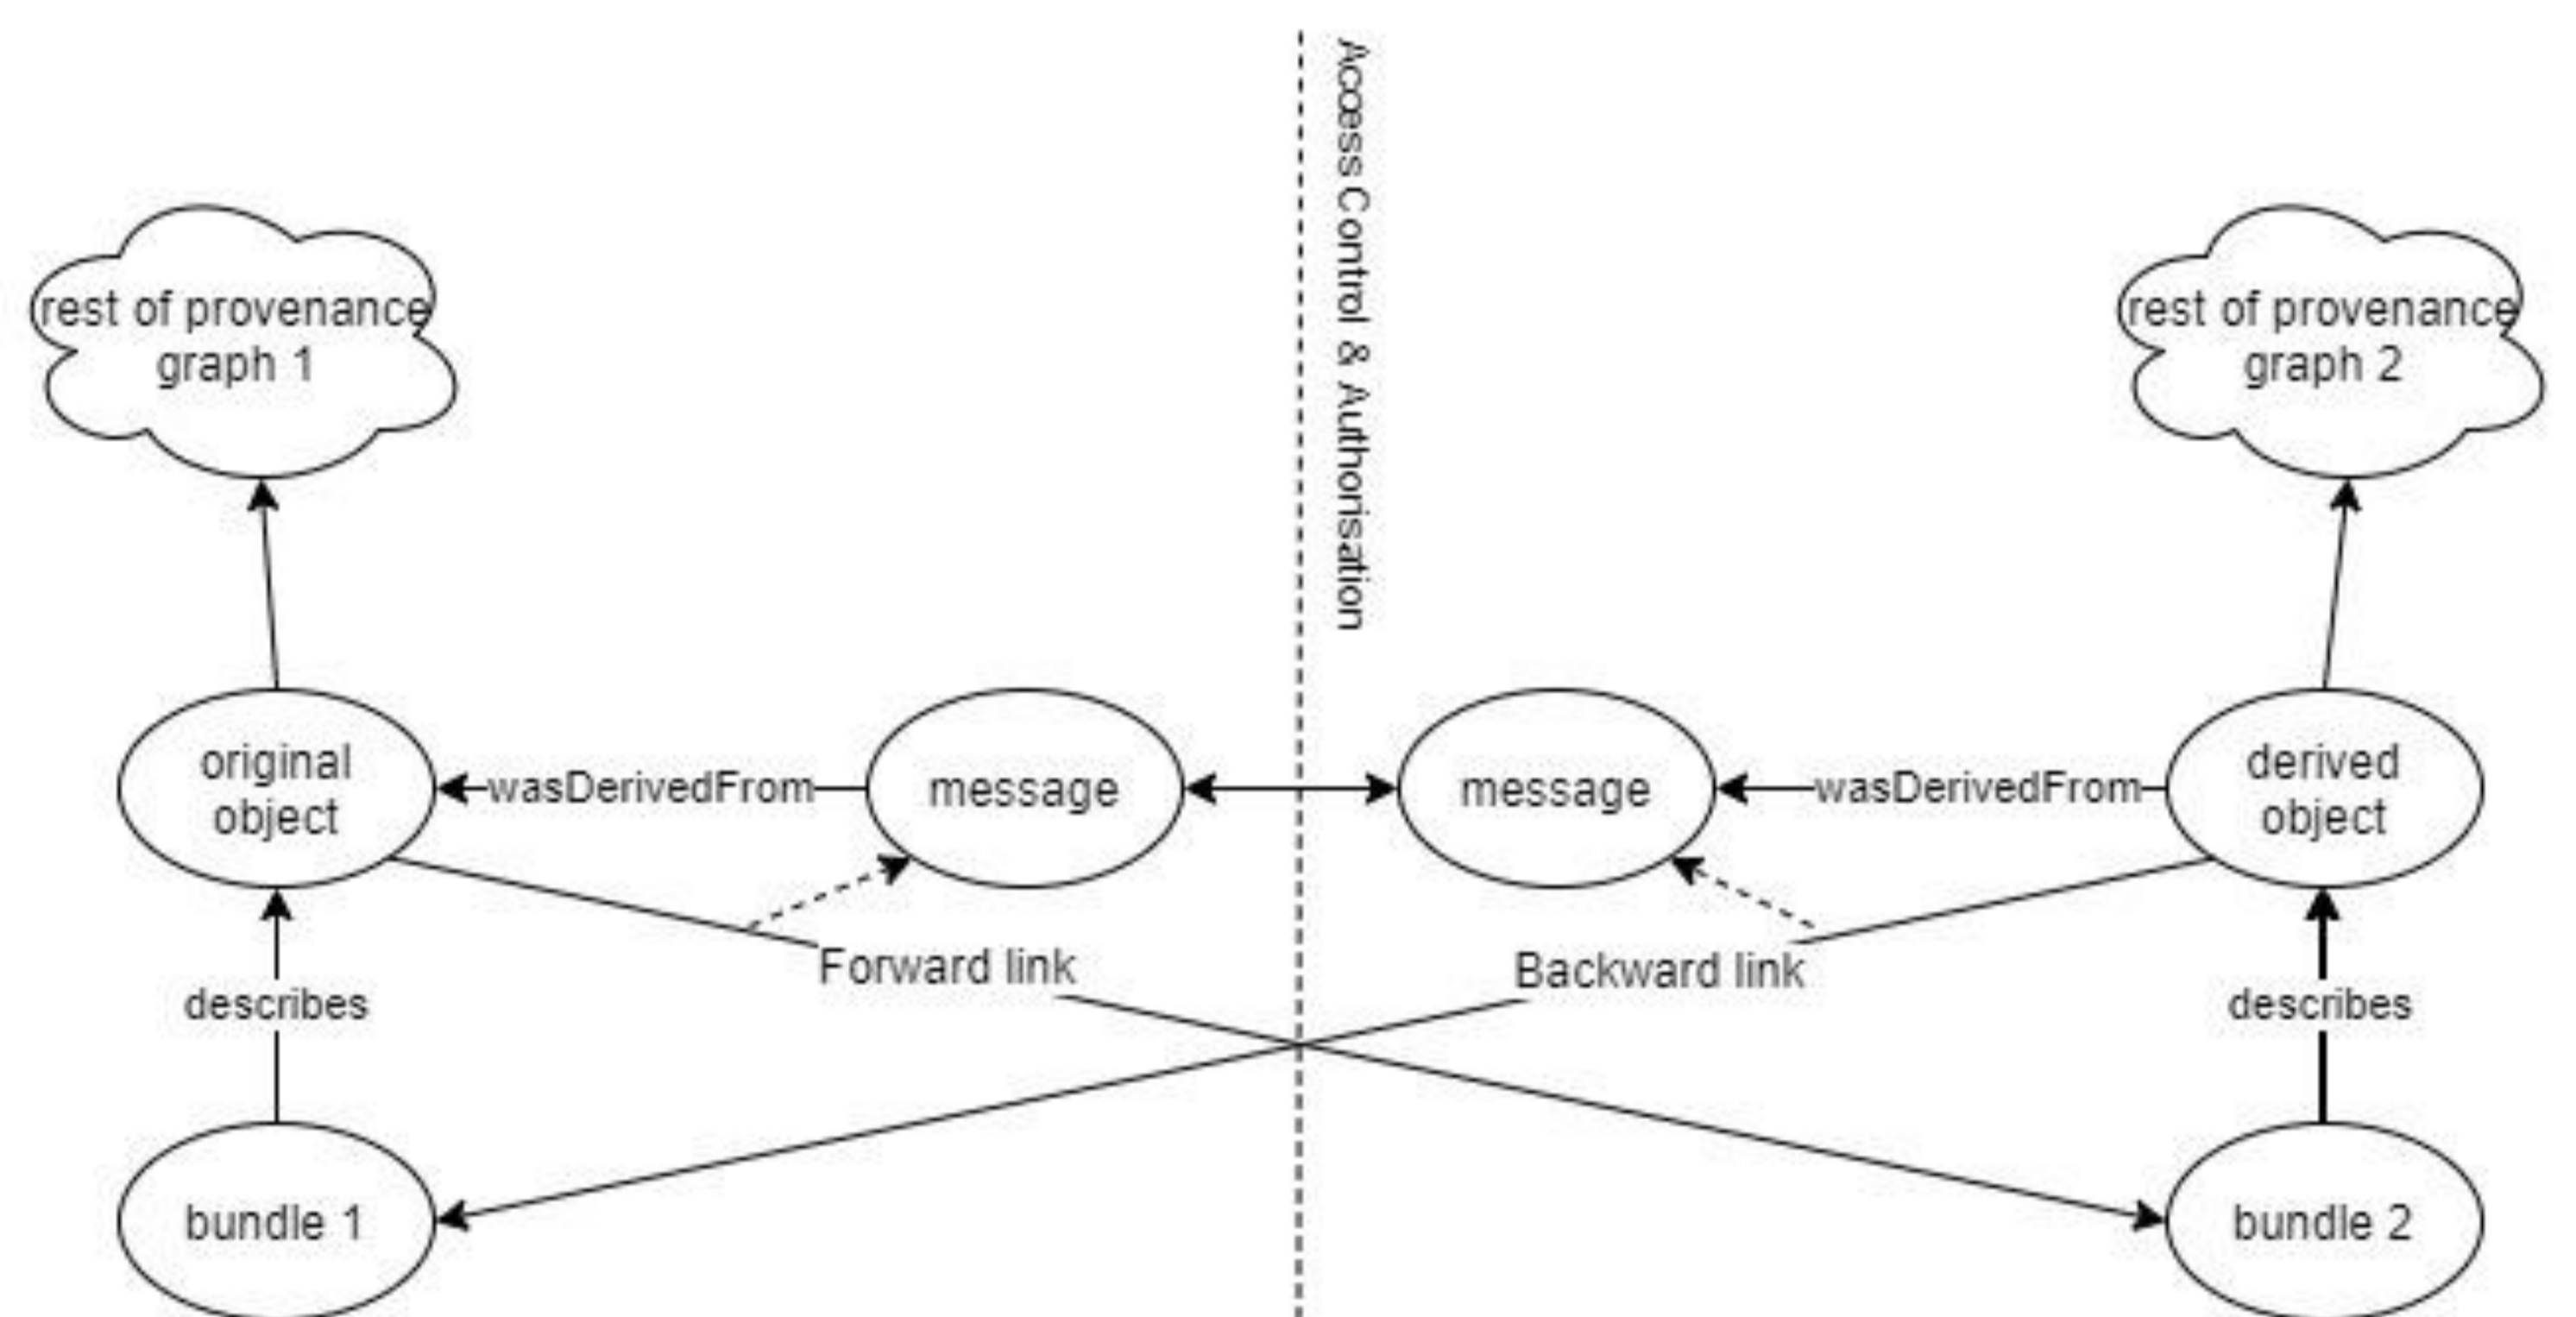 Access Control & Authorisation
rest of provenance
graph 1
rest of provenance
graph 2
original
object
wasDerivedFrom
message
message
wasDerivedFrom
derived
object
Forward link
Backward link
describes
describes
bundle 1
bundle 2